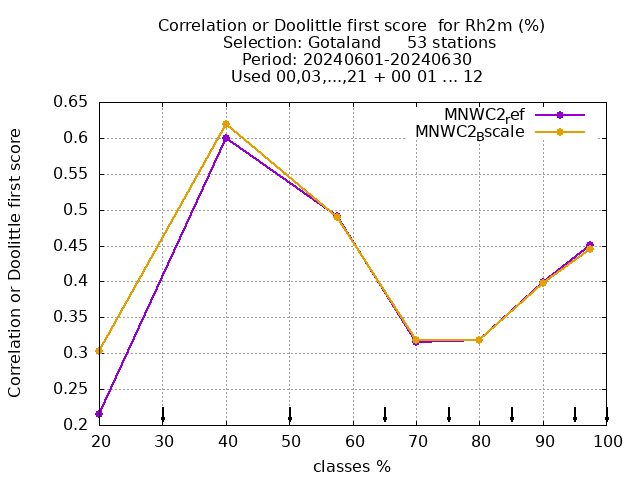 Correlation or Doolittle first score  for Rh2m (%)
Selection: Gotaland     53 stations
Period: 20240601-20240630
Used 00,03,...,21 + 00 01 ... 12
Correlation or Doolittle first score
0.65
0.6
0.55
0.5
0.45
0.4
0.35
0.3
0.25
0.2
MNWC2ref
MNWC2Bscale
20 30 40 50 60 70 80 90 100
classes %